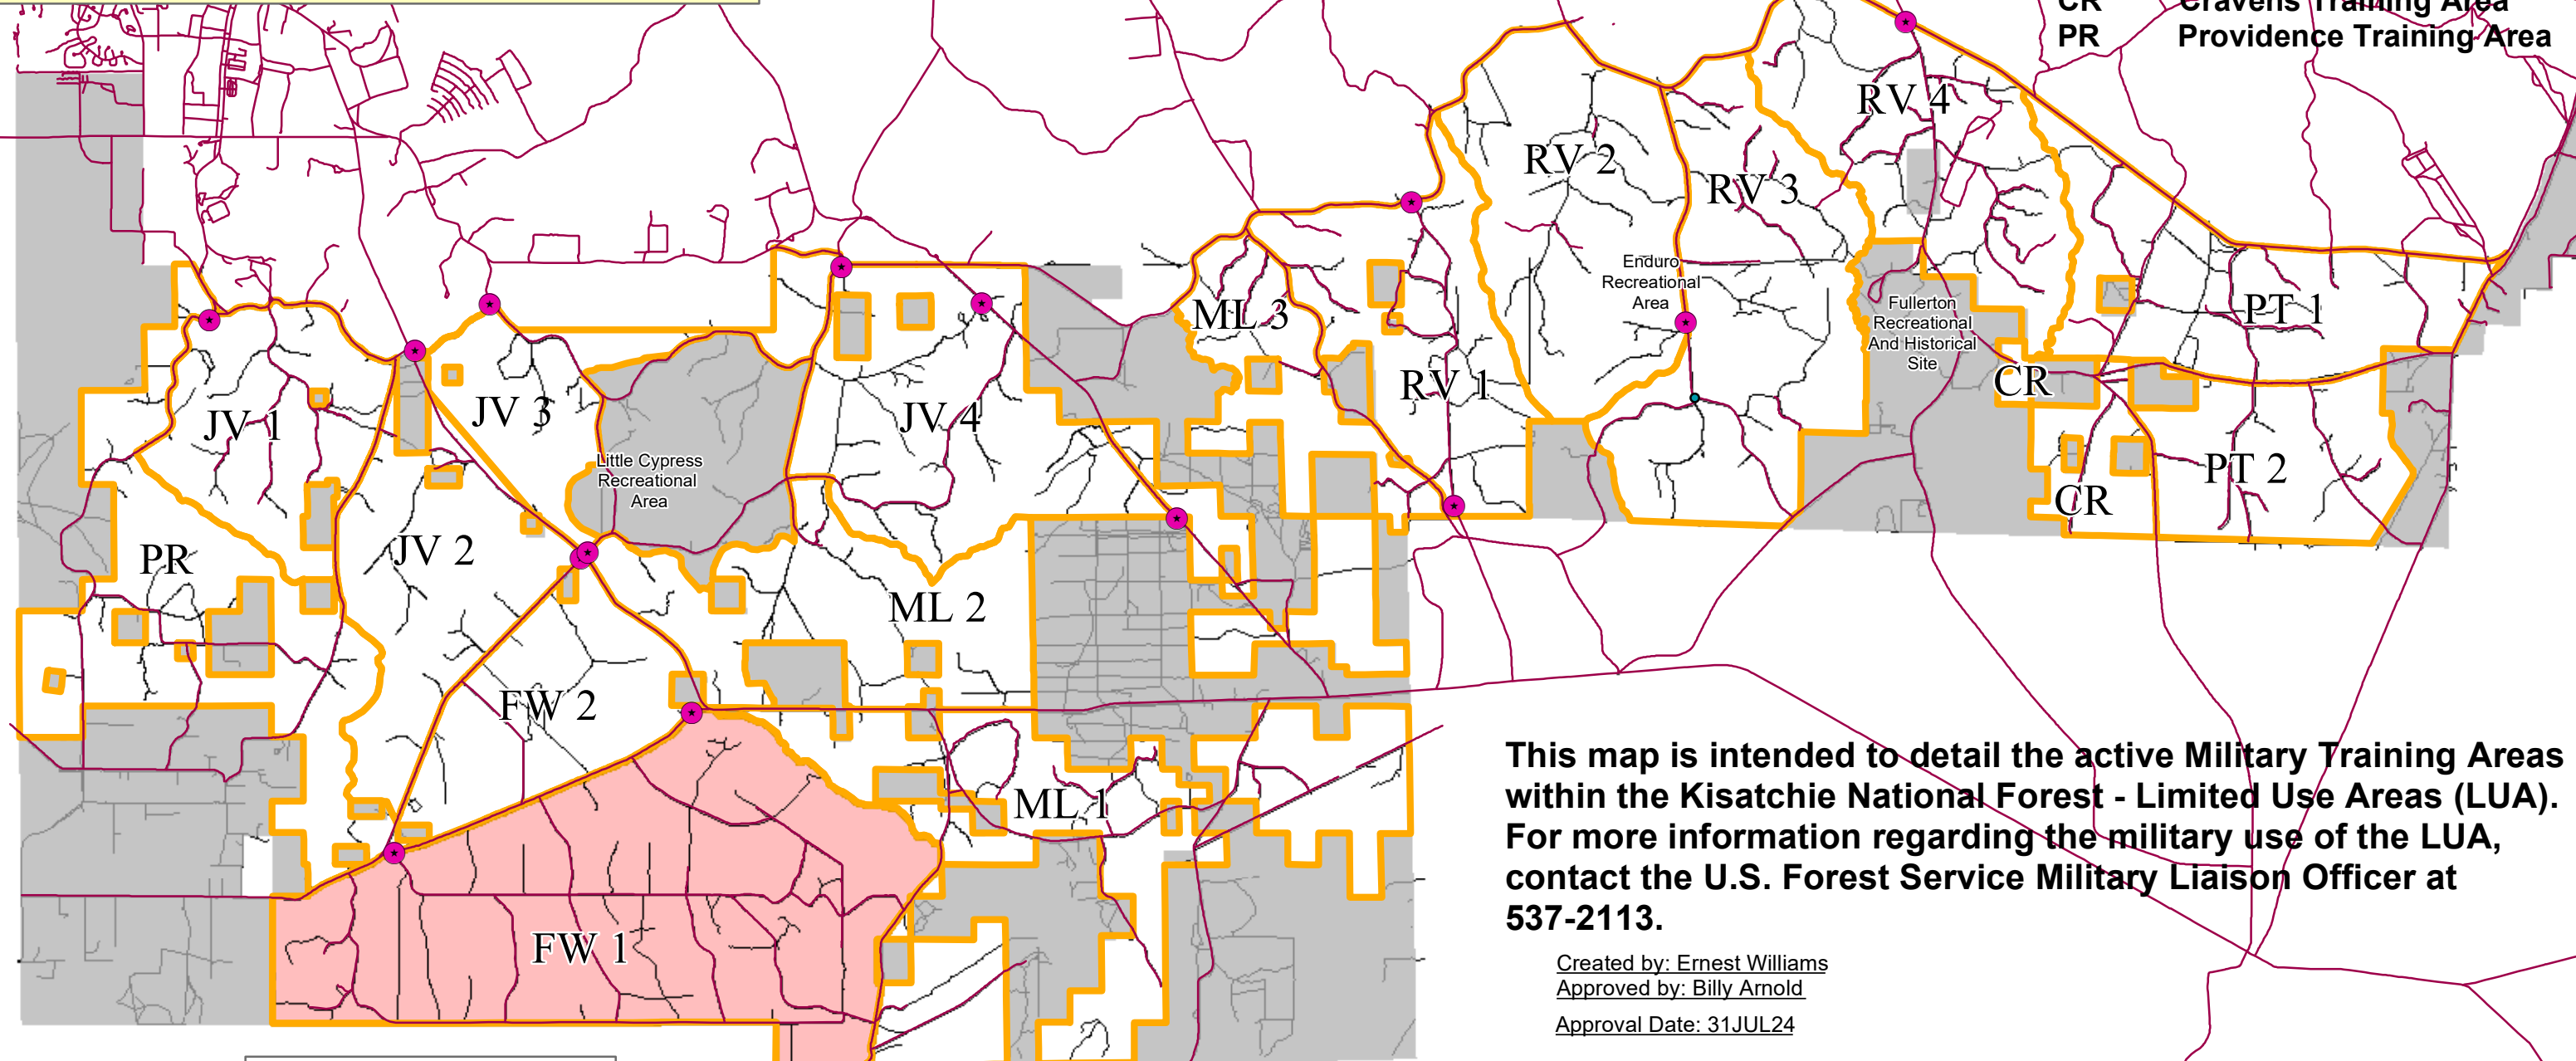 CR Cravens Training Area
PR Providence Training Area
RV 4
RV 2
RV 3
Enduro
Recreational
Area
ML 3
Fullerton
Recreational
And Historical
Site
PT 1
RV 1
CR
JV 1
JV 3
JV 4
Little Cypress
Recreational
Area
PT 2
CR
PR
JV 2
ML 2
FW 2
ML 1
FW 1
This map is intended to detail the active Military Training Areas
within the Kisatchie National Forest - Limited Use Areas (LUA).
For more information regarding the military use of the LUA,
contact the U.S. Forest Service Military Liaison Officer at
537-2113.
Created by: Ernest Williams
Approved by: Billy Arnold
Approval Date: 31JUL24